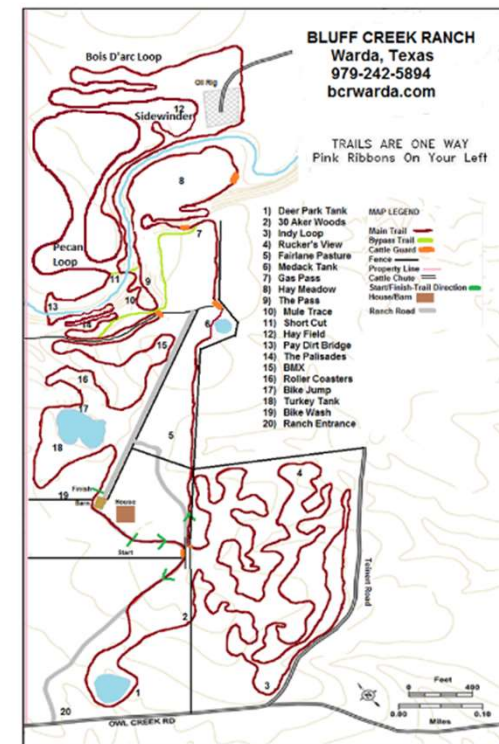 BLUFF CREEK RANCH
Warda, Texas
979-242-5894
bcrwarda.com
TRAILS ARE ONE WAY
Pink Ribbons On Your Left
Bois D'arc Loop
Oil Rig
12
Sidewinder
8
Pecan
Loop
7
11
9
13
10
14
6
15
16
17
18
5
19
Finish
Barn
House
Start
4
2
3
1
20
Teinert Road
OWL CREEK RD
1) Deer Park Tank
2) 30 Aker Woods
3) Indy Loop
4) Rucker's View
5) Fairlane Pasture
6) Medack Tank
7) Gas Pass
8) Hay Meadow
9) The Pass
10) Mule Trace
11) Short Cut
12) Hay Field
13) Pay Dirt Bridge
14) The Palisades
15) BMX
16) Roller Coasters
17) Bike Jump
18) Turkey Tank
19) Bike Wash
20) Ranch Entrance
MAP LEGEND
Main Trail
Bypass Trail
Cattle Guard
Fence
Property Line
Cattle Chute
Start/Finish-Trail Direction
House/Barn
Ranch Road
Feet
0 400
0.00 0.10
Miles